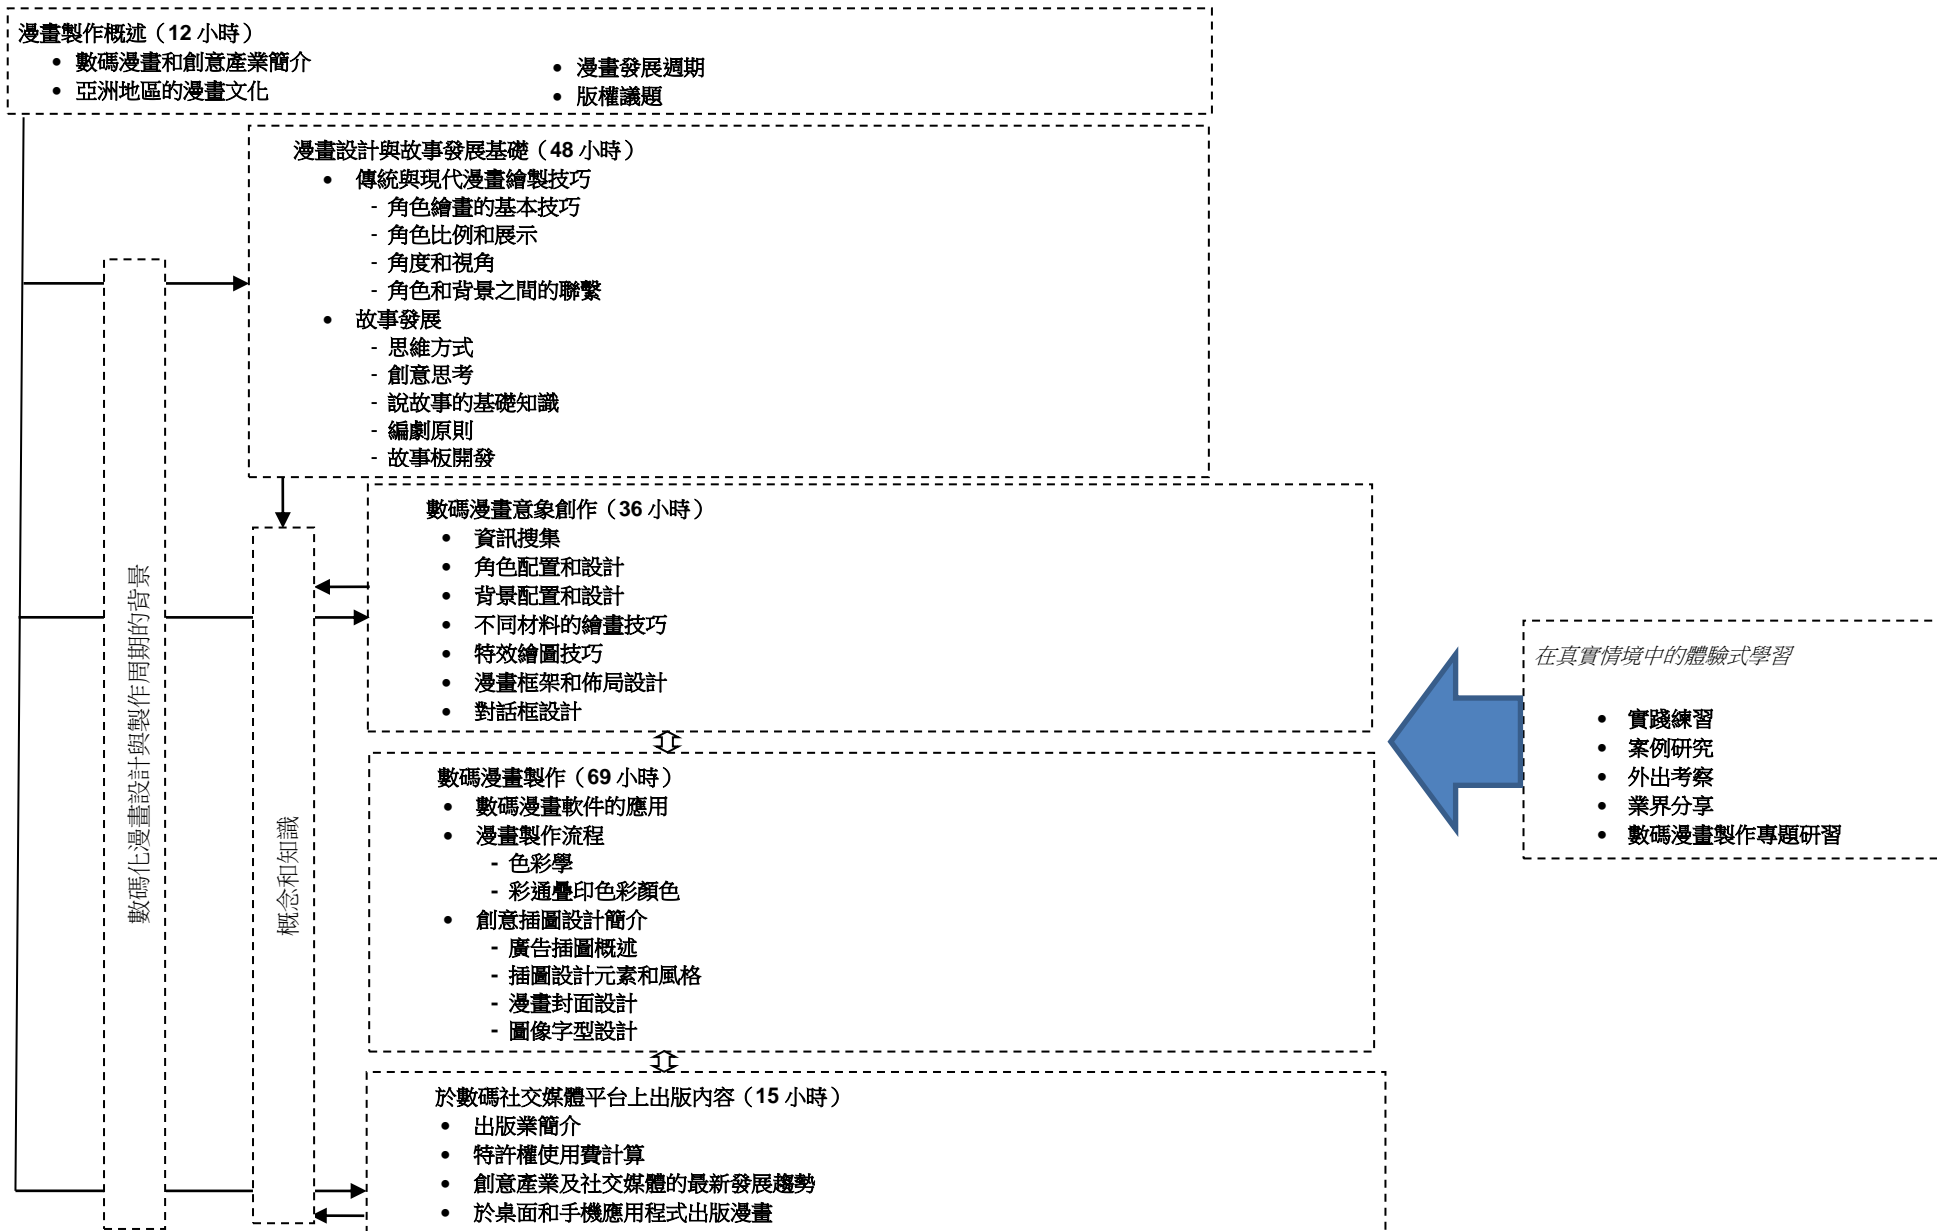 漫畫製作概述（12 小時）
• 數碼漫畫和創意產業簡介
• 亞洲地區的漫畫文化
• 漫畫發展週期
• 版權議題
漫畫設計與故事發展基礎（48 小時）
• 傳統與現代漫畫繪製技巧
- 角色繪畫的基本技巧
- 角色比例和展示
- 角度和視角
- 角色和背景之間的聯繫
• 故事發展
- 思維方式
- 創意思考
- 說故事的基礎知識
- 編劇原則
- 故事板開發
數碼化漫畫設計與製作周期的背景
概念和知識
數碼漫畫意象創作（36 小時）
• 資訊搜集
• 角色配置和設計
• 背景配置和設計
• 不同材料的繪畫技巧
• 特效繪圖技巧
• 漫畫框架和佈局設計
• 對話框設計
數碼漫畫製作（69 小時）
• 數碼漫畫軟件的應用
• 漫畫製作流程
- 色彩學
- 彩通疊印色彩顏色
• 創意插圖設計簡介
- 廣告插圖概述
- 插圖設計元素和風格
- 漫畫封面設計
- 圖像字型設計
於數碼社交媒體平台上出版內容（15 小時）
• 出版業簡介
• 特許權使用費計算
• 創意產業及社交媒體的最新發展趨勢
• 於桌面和手機應用程式出版漫畫
在真實情境中的體驗式學習
• 實踐練習
• 案例研究
• 外出考察
• 業界分享
• 數碼漫畫製作專題研習